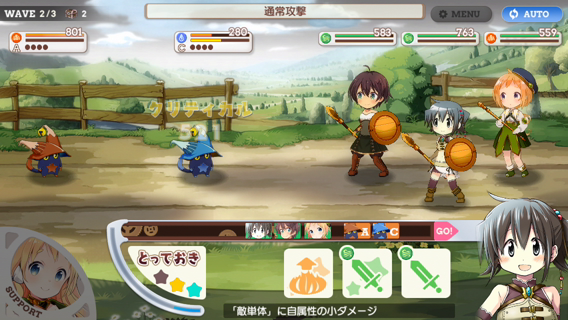 WAVE 2/3 2
通常攻撃
MENU
AUTO
801
A
280
C
583
763
559
クリティカル
A
C
GO!
とっておき
SUPPORT
「敵単体」に自属性の小ダメージ